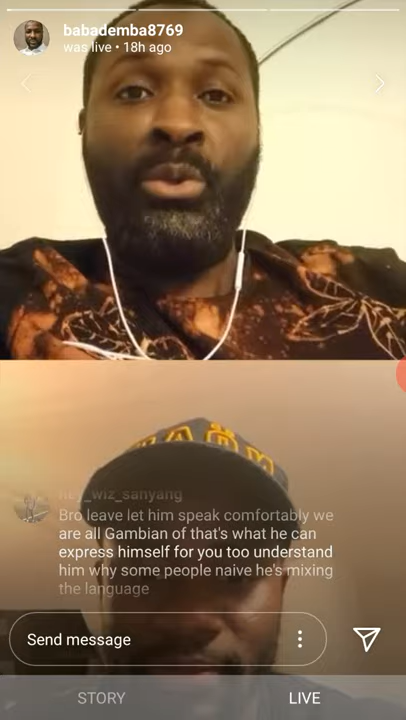 babademba8769
was live • 18h ago
hey_wiz_sanyang
Bro leave let him speak comfortably we
are all Gambian of that's what he can
express himself for you too understand
him why some people naive he's mixing
the language
Send message
STORY
LIVE